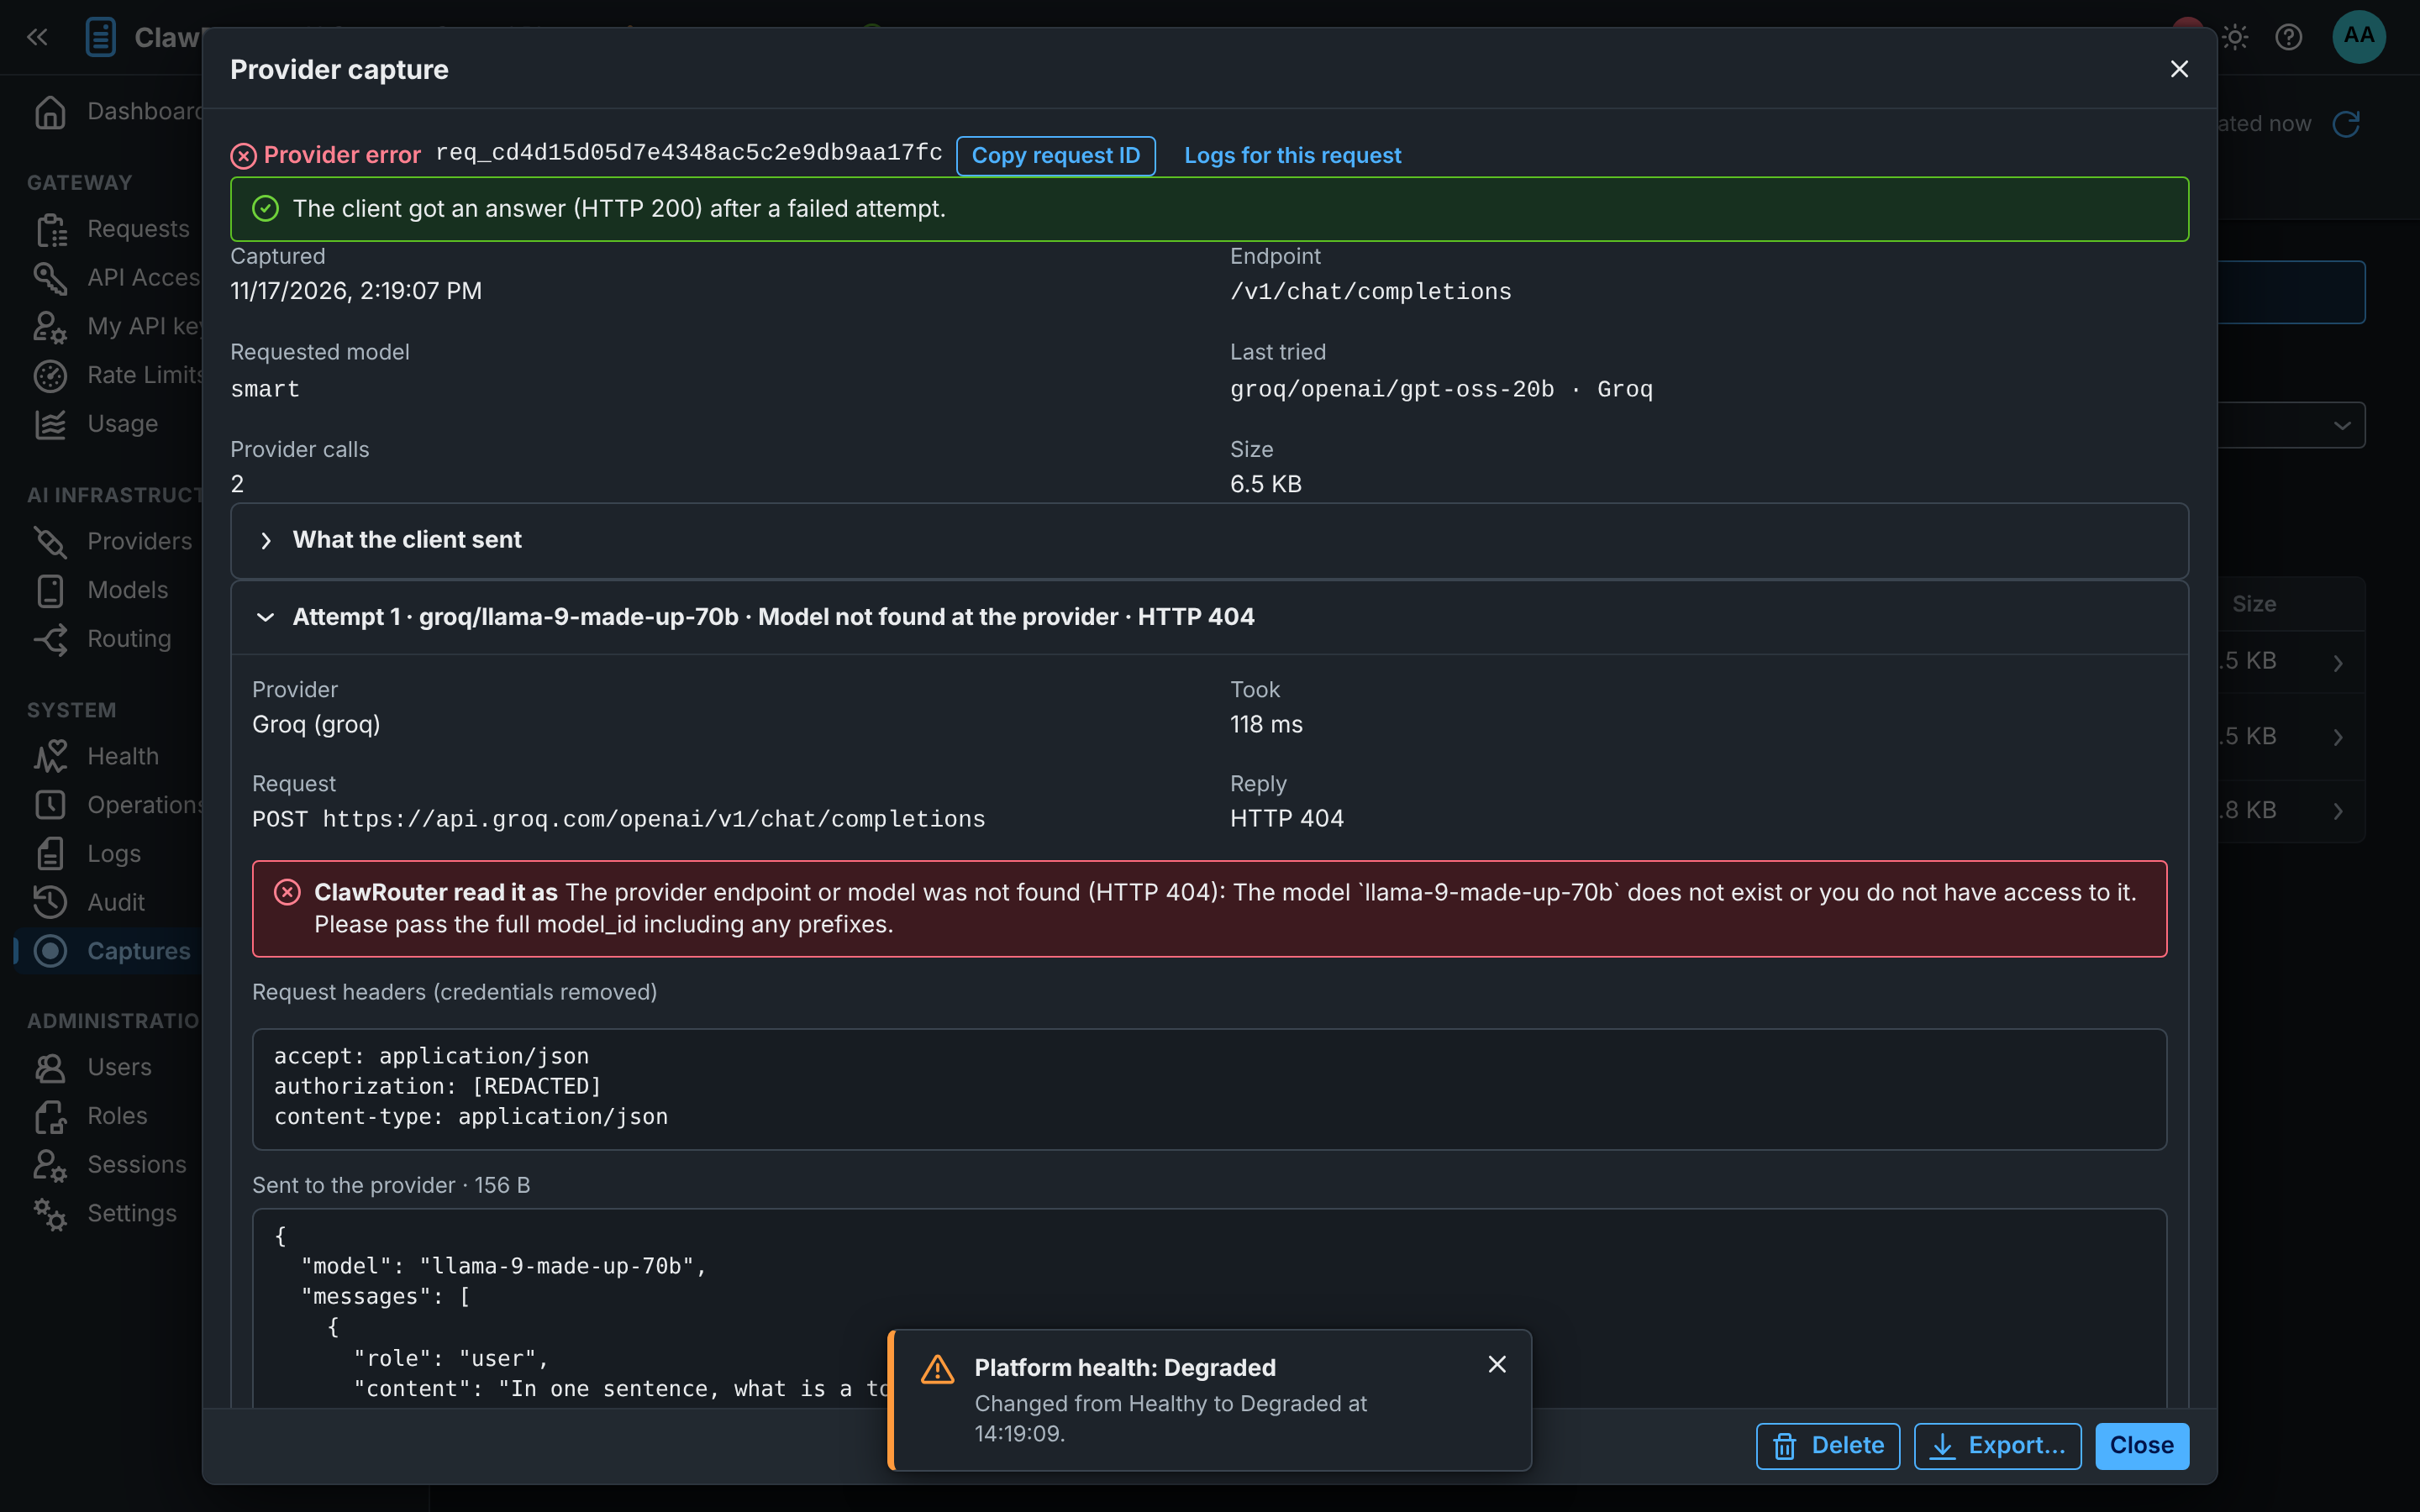 Claw
AA
Provider capture
Dashboard
ated now
Provider error req_cd4d15d05d7e4348ac5c2e9db9aa17fc Copy request ID Logs for this request
GATEWAY
The client got an answer (HTTP 200) after a failed attempt.
Requests
API Acces
My API key
Rate Limits
Usage
Captured
11/17/2026, 2:19:07 PM
Endpoint
/v1/chat/completions
Requested model
smart
Last tried
groq/openai/gpt-oss-20b · Groq
Provider calls
2
Size
6.5 KB
AI INFRASTRUCT
Providers
Models
Routing
What the client sent
Attempt 1 · groq/llama-9-made-up-70b · Model not found at the provider · HTTP 404
Size
.5 KB
.5 KB
.8 KB
Provider
Groq (groq)
Took
118 ms
Request
POST https://api.groq.com/openai/v1/chat/completions
Reply
HTTP 404
SYSTEM
Health
Operations
Logs
Audit
Captures
ClawRouter read it as The provider endpoint or model was not found (HTTP 404): The model `llama-9-made-up-70b` does not exist or you do not have access to it.
Please pass the full model_id including any prefixes.
Request headers (credentials removed)
accept: application/json
authorization: [REDACTED]
content-type: application/json
ADMINISTRATIO
Users
Roles
Sessions
Settings
Sent to the provider · 156 B
{
"model": "llama-9-made-up-70b",
"messages": [
{
"role": "user",
"content": "In one sentence, what is a to
Platform health: Degraded
Changed from Healthy to Degraded at
14:19:09.
Delete
Export...
Close